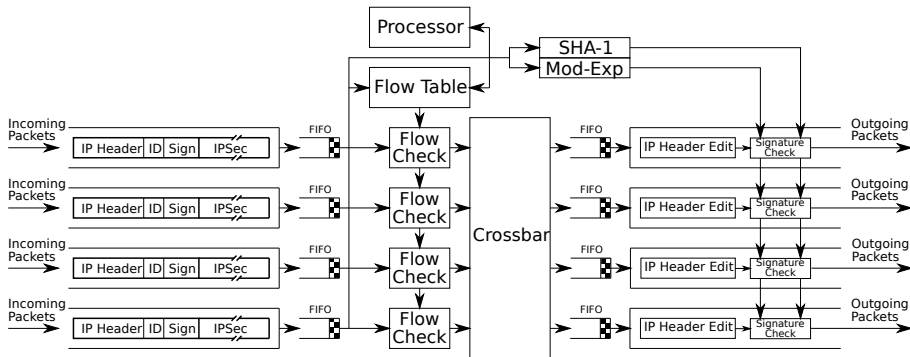 Processor
SHA-1
Mod-Exp
Flow Table
Incoming
Packets
IP Header
ID
Sign
IPSec
FIFO
Flow
Check
FIFO
IP Header Edit
Signature
Check
Outgoing
Packets
Incoming
Packets
IP Header
ID
Sign
IPSec
FIFO
Flow
Check
Crossbar
FIFO
IP Header Edit
Signature
Check
Outgoing
Packets
Incoming
Packets
IP Header
ID
Sign
IPSec
FIFO
Flow
Check
FIFO
IP Header Edit
Signature
Check
Outgoing
Packets
Incoming
Packets
IP Header
ID
Sign
IPSec
FIFO
Flow
Check
FIFO
IP Header Edit
Signature
Check
Outgoing
Packets